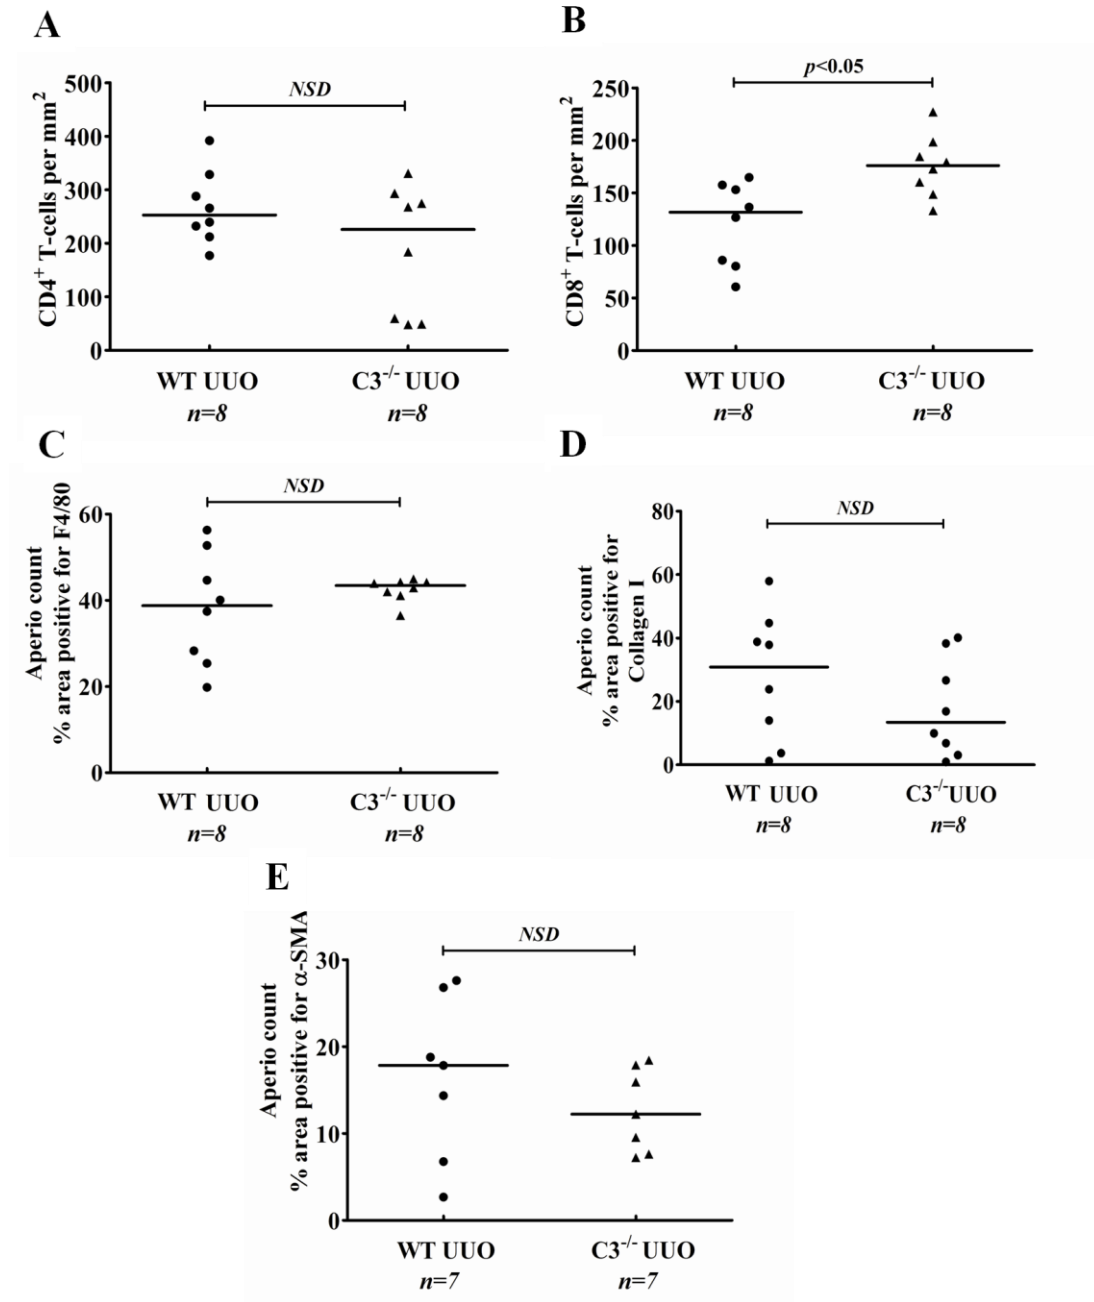 A
CD4+ T-cells per mm2
500
400
300
200
100
0
NSD
WT UUO
n=8
C3-/- UUO
n=8
B
CD8+ T-cells per mm2
250
200
150
100
50
0
p<0.05
WT UUO
n=8
C3-/- UUO
n=8
C
Aperio count
% area positive for F4/80
60
40
20
0
NSD
WT UUO
n=8
C3-/- UUO
n=8
D
Aperio count
% area positive for
Collagen I
80
60
40
20
0
NSD
WT UUO
n=8
C3-/- UUO
n=8
E
Aperio count
% area positive for α-SMA
30
20
10
0
NSD
WT UUO
n=7
C3-/- UUO
n=7